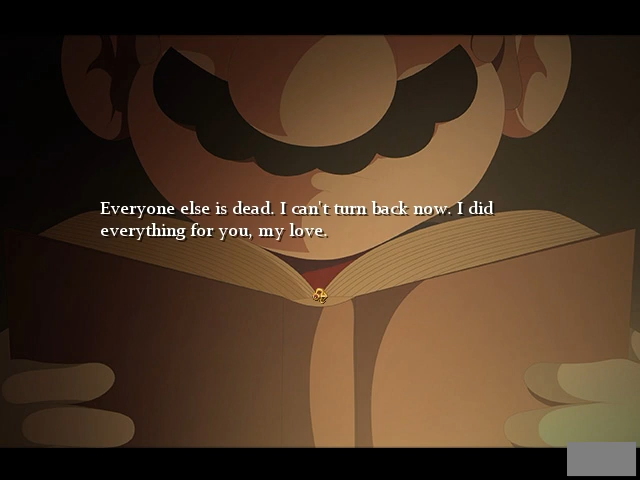 Everyone else is dead. I can't turn back now. I did
everything for you, my love.